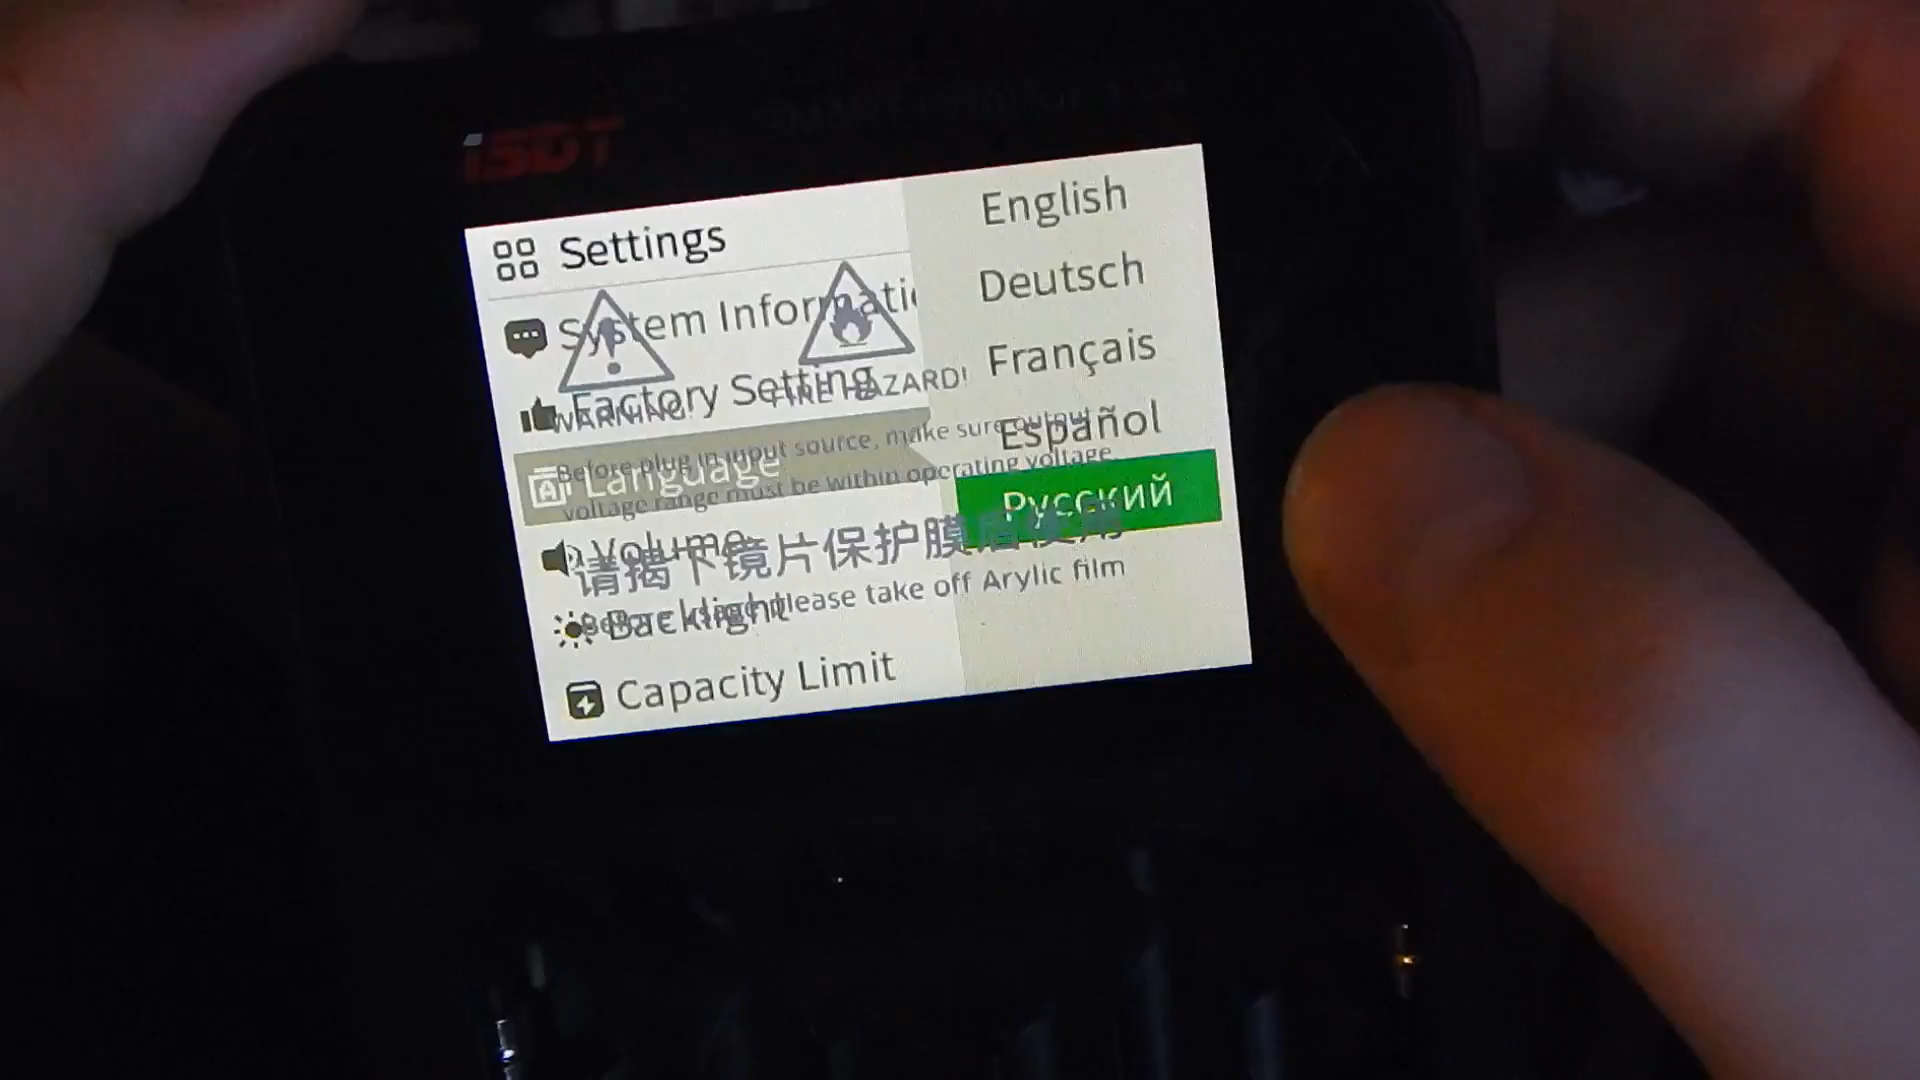 ISDT
Settings
System Informati
Factory Setting
Language
Volume
Backlight
Capacity Limit
English
Deutsch
Français
Español
Русский
WARNING!
FIRE HAZARD!
Before plug in input source, make sure output
voltage range must be within operating voltage
请揭下镜片保护膜后使用
Before usage please take off Arylic film